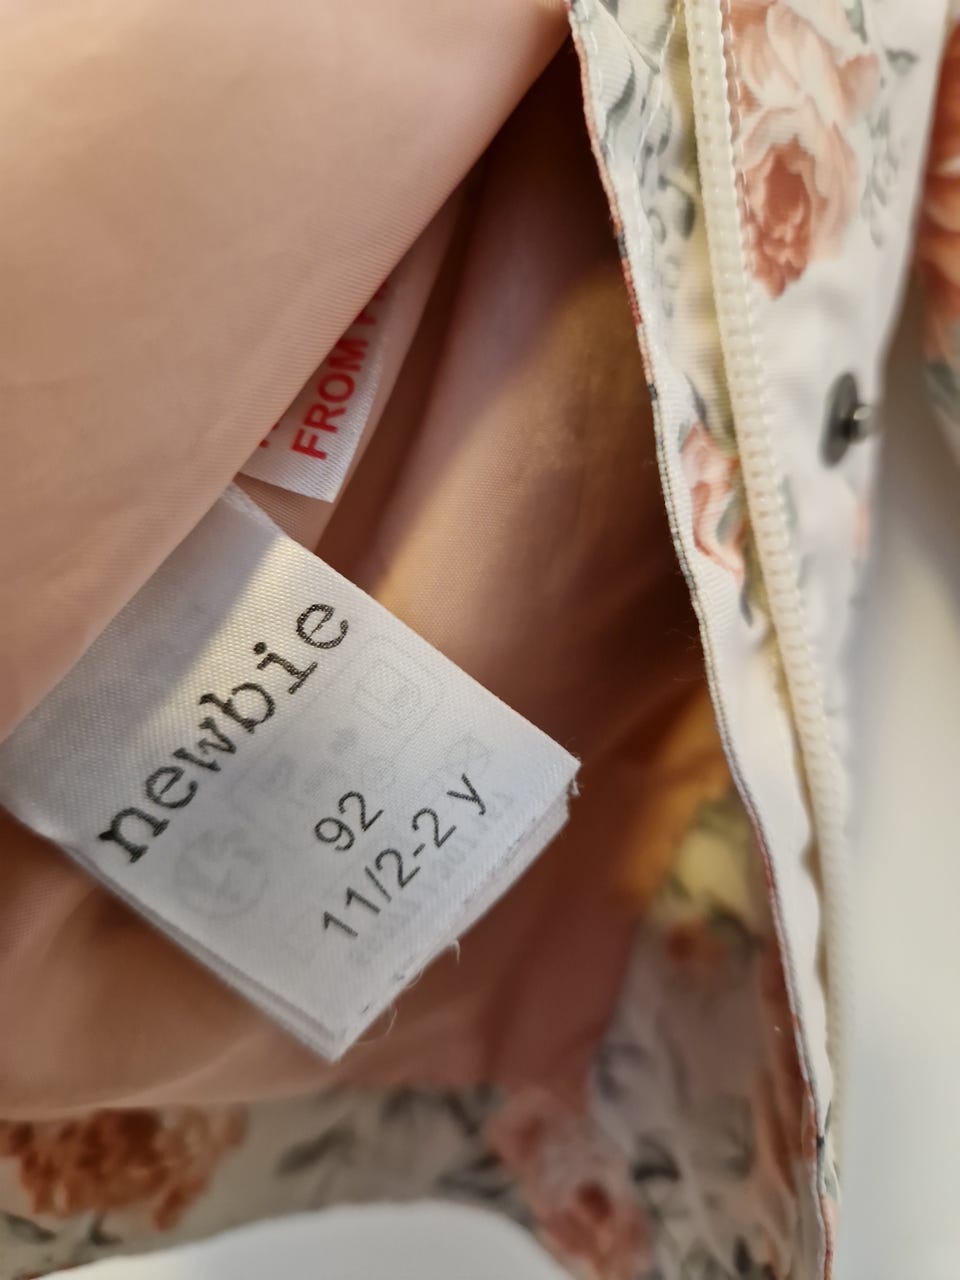 FROM
newbie
92
11/2-2 y